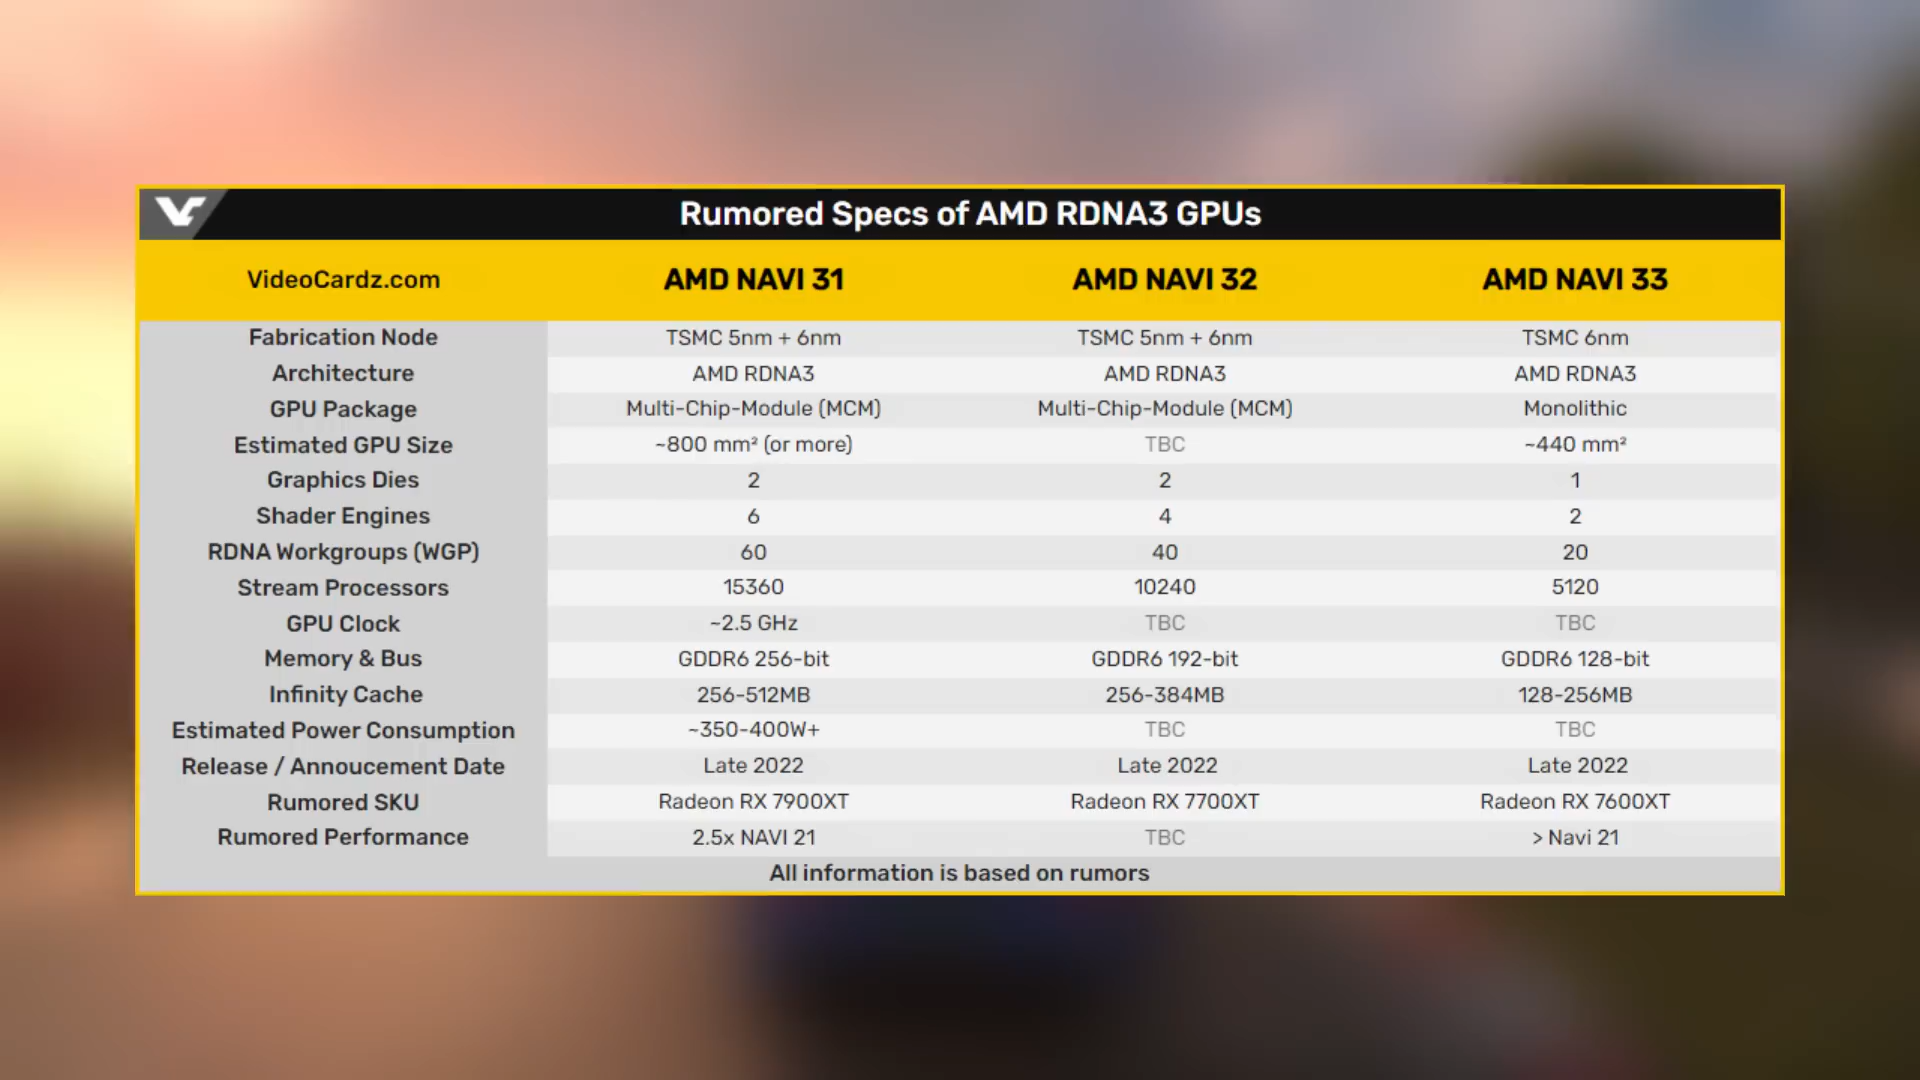 Rumored Specs of AMD RDNA3 GPUs
VideoCardz.com AMD NAVI 31 AMD NAVI 32 AMD NAVI 33
Fabrication Node TSMC 5nm + 6nm TSMC 5nm + 6nm TSMC 6nm
Architecture AMD RDNA3 AMD RDNA3 AMD RDNA3
GPU Package Multi-Chip-Module (MCM) Multi-Chip-Module (MCM) Monolithic
Estimated GPU Size ~800 mm² (or more) TBC ~440 mm²
Graphics Dies 2 2 1
Shader Engines 6 4 2
RDNA Workgroups (WGP) 60 40 20
Stream Processors 15360 10240 5120
GPU Clock ~2.5 GHz TBC TBC
Memory & Bus GDDR6 256-bit GDDR6 192-bit GDDR6 128-bit
Infinity Cache 256-512MB 256-384MB 128-256MB
Estimated Power Consumption ~350-400W+ TBC TBC
Release / Annoucement Date Late 2022 Late 2022 Late 2022
Rumored SKU Radeon RX 7900XT Radeon RX 7700XT Radeon RX 7600XT
Rumored Performance 2.5x NAVI 21 TBC > Navi 21
All information is based on rumors